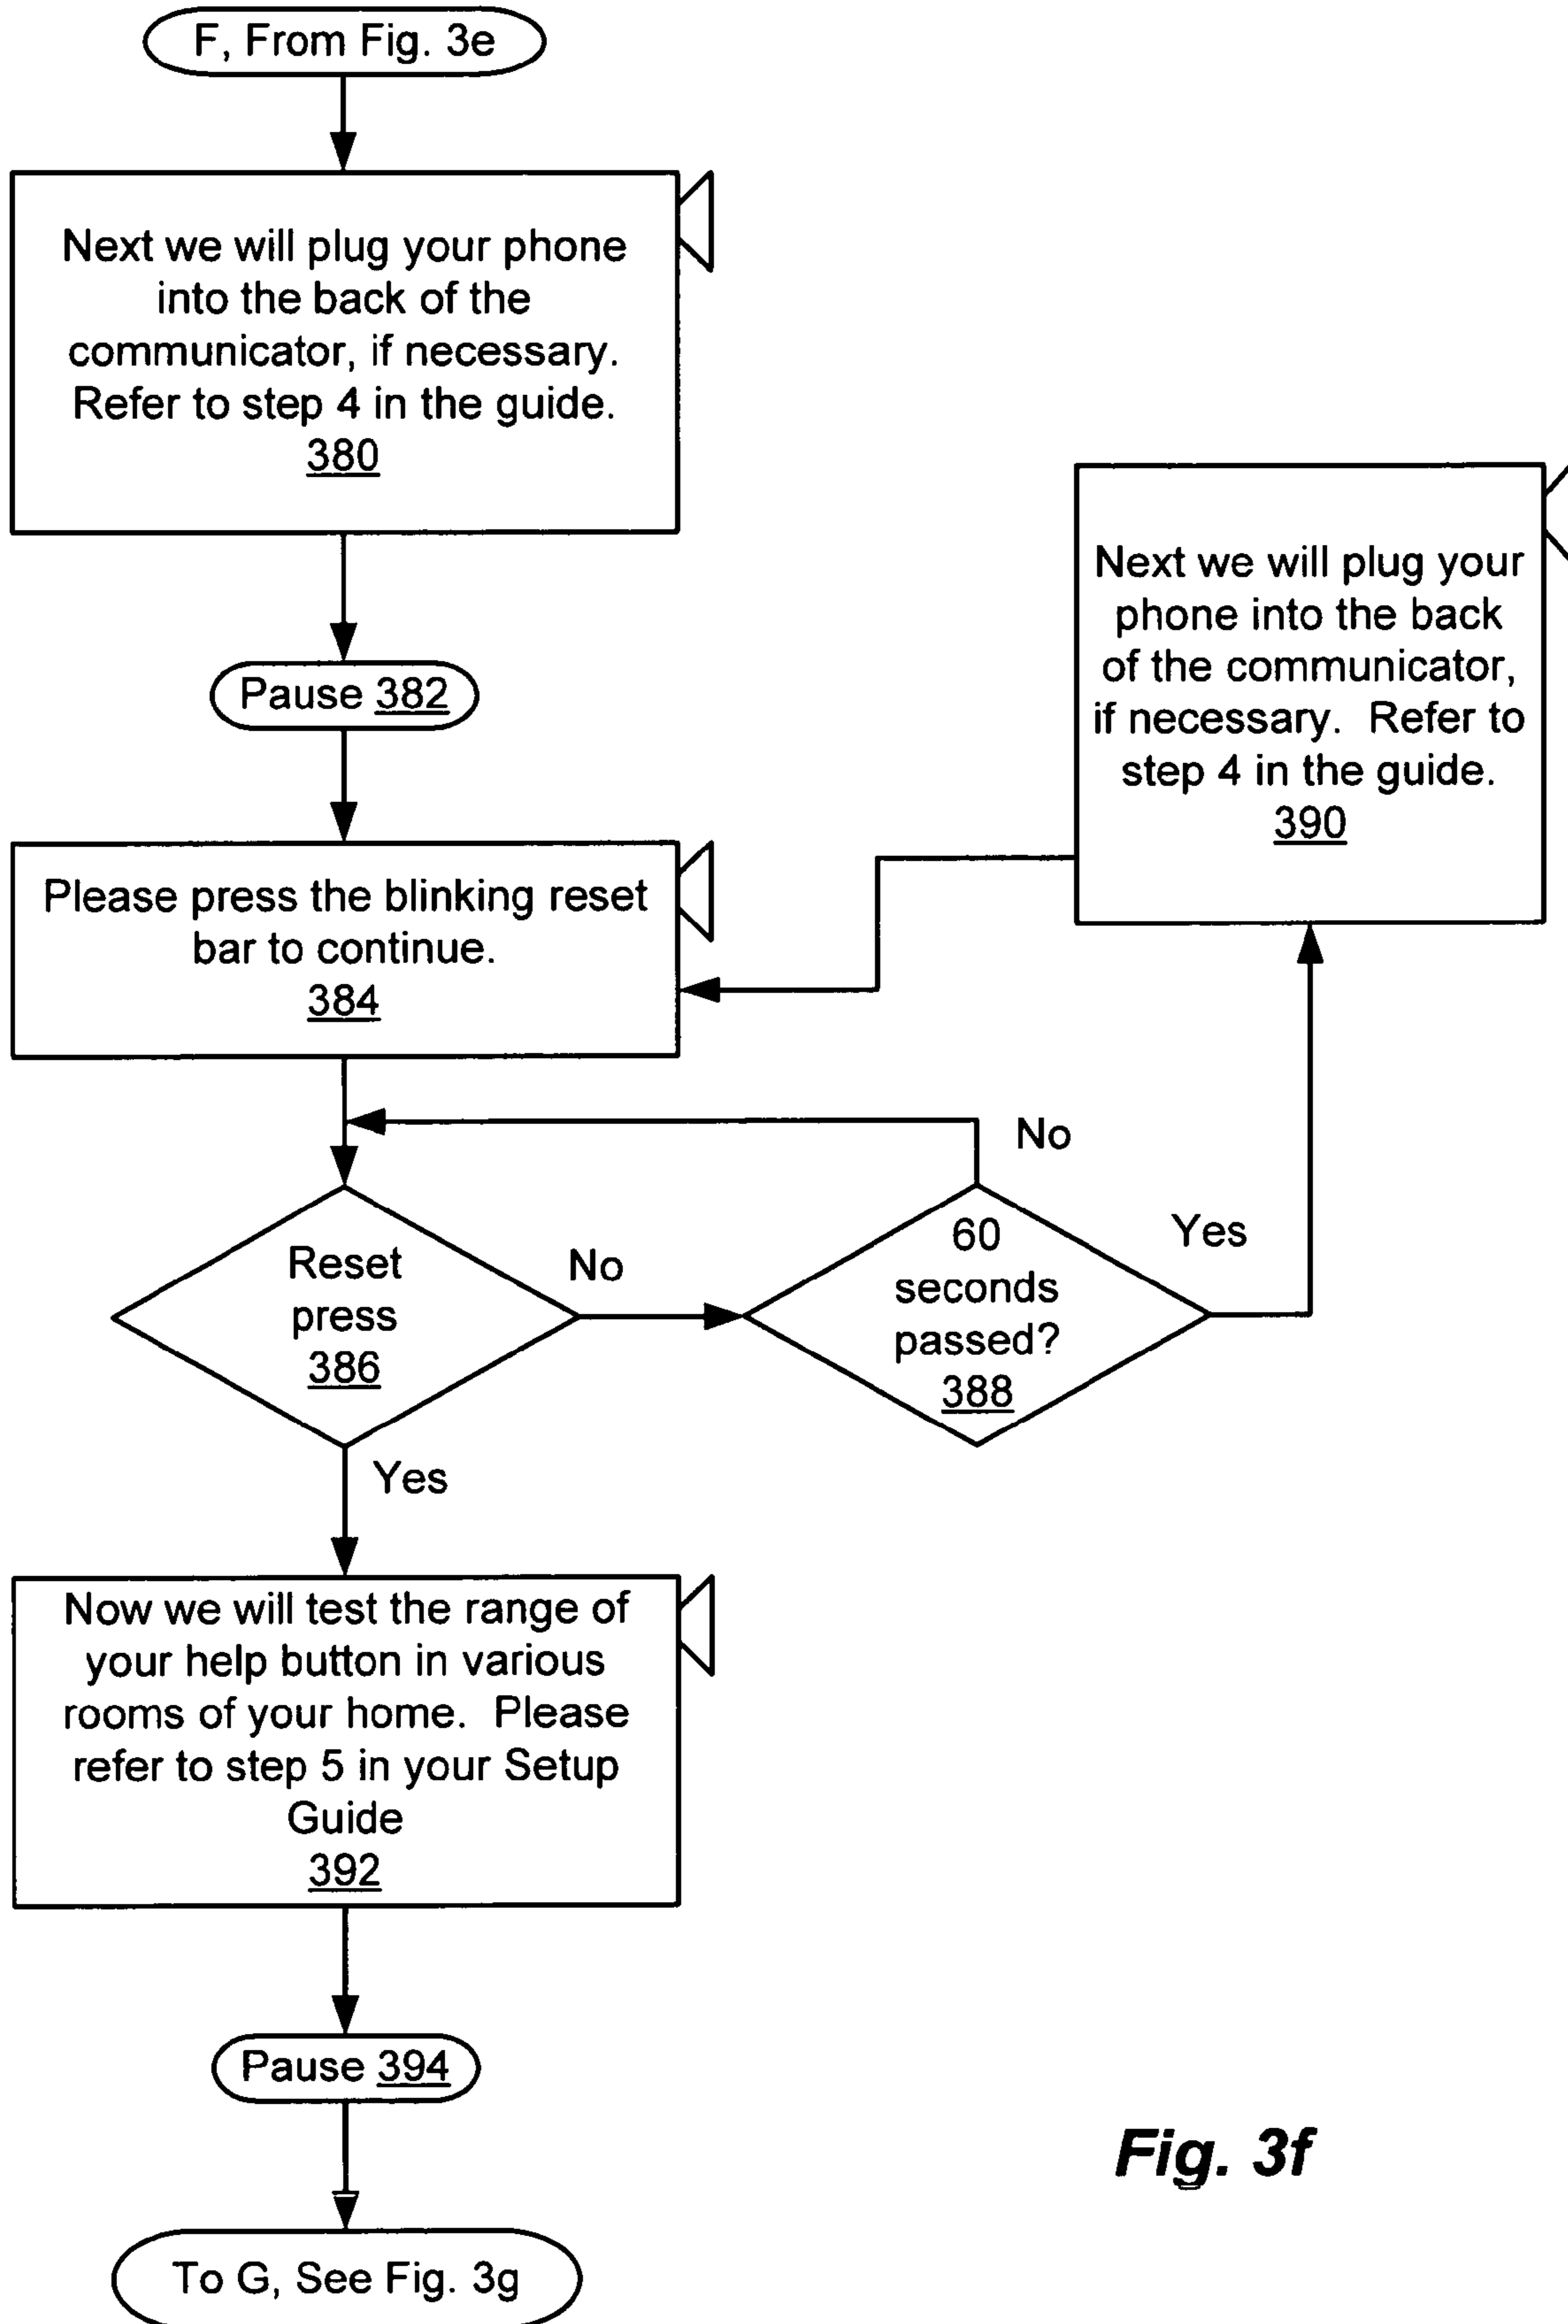 F, From Fig. 3e
Next we will plug your phone
into the back of the
communicator, if necessary.
Refer to step 4 in the guide.
380
Pause 382
Please press the blinking reset
bar to continue.
384
Reset
press
386
No
Yes
60
seconds
passed?
388
No
Yes
Next we will plug your
phone into the back
of the communicator,
if necessary. Refer to
step 4 in the guide.
390
Now we will test the range of
your help button in various
rooms of your home. Please
refer to step 5 in your Setup
Guide
392
Pause 394
To G, See Fig. 3g
Fig. 3f